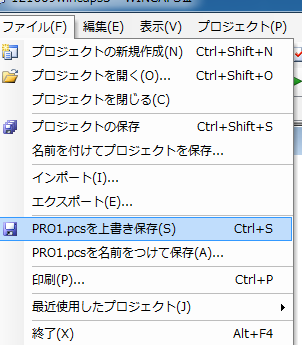 ファイル(F) 編集(E) 表示(V) プロジェクト(P)
プロジェクトの新規作成(N) Ctrl+Shift+N
プロジェクトを開く(O)... Ctrl+Shift+O
プロジェクトを閉じる(C)
プロジェクトの保存 Ctrl+Shift+S
名前を付けてプロジェクトを保存...
インポート(I)...
エクスポート(E)...
PRO1.pcsを上書き保存(S) Ctrl+S
PRO1.pcsを名前をつけて保存(A)...
印刷(P)... Ctrl+P
最近使用したプロジェクト(J)
終了(X) Alt+F4